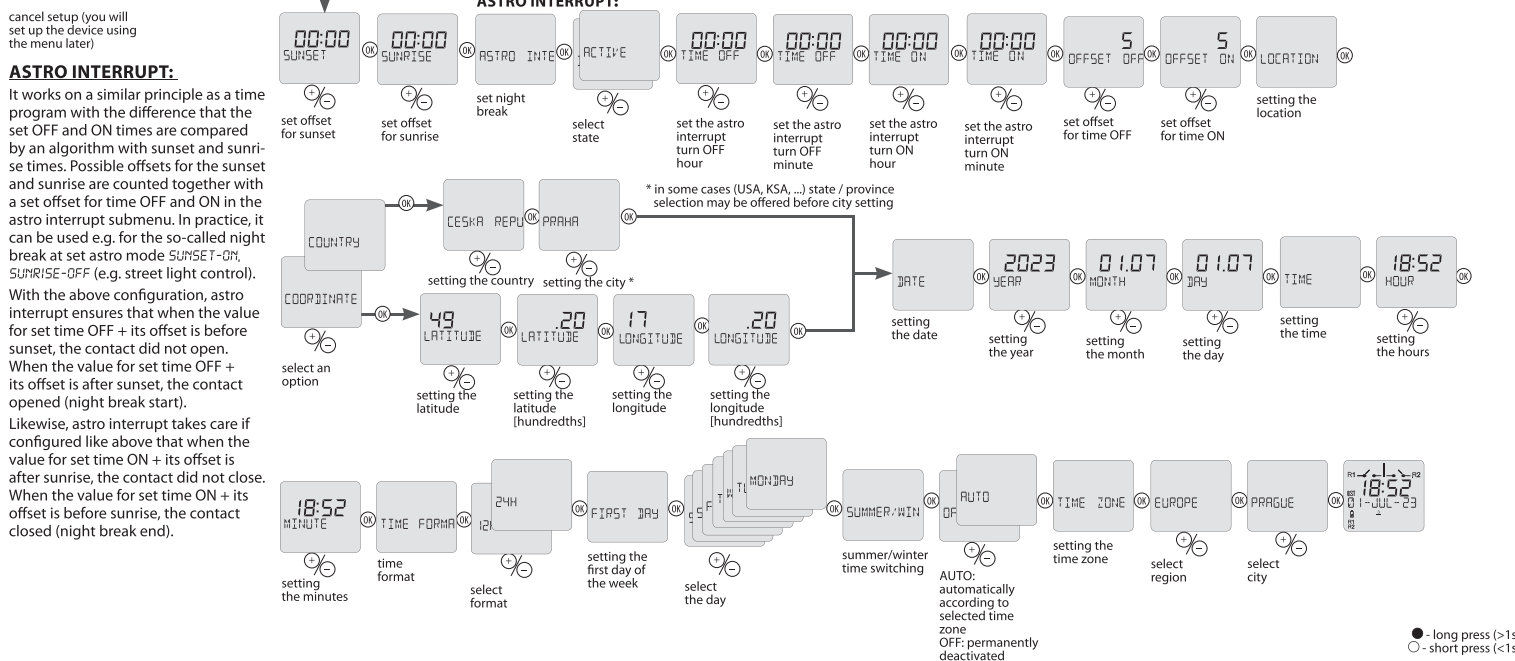 cancel setup (you will
set up the device using
the menu later)
ASTRO INTERRUPT:
It works on a similar principle as a time
program with the difference that the
set OFF and ON times are compared
by an algorithm with sunset and sunri-
se times. Possible offsets for the sunset
and sunrise are counted together with
a set offset for time OFF and ON in the
astro interrupt submenu. In practice, it
can be used e.g. for the so-called night
break at set astro mode SUNSET-ON,
SUNRISE-OFF (e.g. street light control).
With the above configuration, astro
interrupt ensures that when the value
for set time OFF + its offset is before
sunset, the contact did not open.
When the value for set time OFF +
its offset is after sunset, the contact
opened (night break start).
Likewise, astro interrupt takes care if
configured like above that when the
value for set time ON + its offset is
after sunrise, the contact did not close.
When the value for set time ON + its
offset is before sunrise, the contact
closed (night break end).
ASTRO INTERRUPT:
00:00
SUNSET
OK
+/−
set offset
for sunset
00:00
SUNRISE
OK
+/−
set offset
for sunrise
ASTRO INTE
OK
set night
break
ACTIVE
OK
+/−
select
state
00:00
TIME OFF
OK
+/−
set the astro
interrupt
turn OFF
hour
00:00
TIME OFF
OK
+/−
set the astro
interrupt
turn OFF
minute
00:00
TIME ON
OK
+/−
set the astro
interrupt
turn ON
hour
00:00
TIME ON
OK
+/−
set the astro
interrupt
turn ON
minute
5
OFFSET OFF
OK
+/−
set offset
for time OFF
5
OFFSET ON
OK
+/−
set offset
for time ON
LOCATION
OK
setting the
location
COUNTRY
COORDINATE
+/−
select an
option
OK
CESKA REPU
OK
+/−
setting the country
PRAHA
OK
+/−
setting the city *
* in some cases (USA, KSA, ...) state / province
selection may be offered before city setting
OK
49
LATITUDE
OK
+/−
setting the
latitude
.20
LATITUDE
OK
+/−
setting the
latitude
[hundredths]
17
LONGITUDE
OK
+/−
setting the
longitude
.20
LONGITUDE
OK
+/−
setting the
longitude
[hundredths]
DATE
OK
setting
the date
2023
YEAR
OK
+/−
setting
the year
01.07
MONTH
OK
+/−
setting
the month
01.07
DAY
OK
+/−
setting
the day
TIME
OK
setting
the time
18:52
HOUR
OK
+/−
setting
the hours
18:52
MINUTE
OK
+/−
setting
the minutes
TIME FORMA
OK
time
format
24H
12H
OK
+/−
select
format
FIRST DAY
OK
setting the
first day of
the week
MONDAY
OK
+/−
select
the day
SUMMER/WIN
OK
summer/winter
time switching
AUTO
OF
OK
+/−
AUTO:
automatically
according to
selected time
zone
OFF: permanently
deactivated
TIME ZONE
OK
setting the
time zone
EUROPE
OK
+/−
select
region
PRAGUE
OK
+/−
select
city
R1 R2
18:52
1-JUL-23
- long press (>1s
- short press (<1s